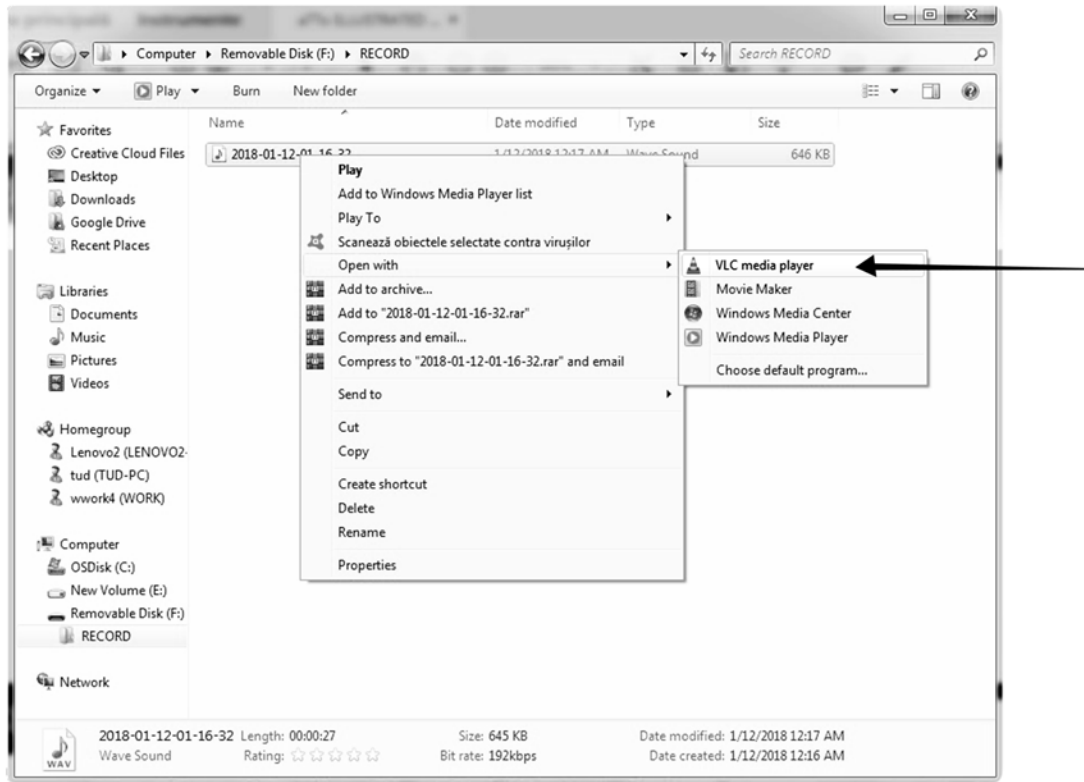 Computer ▸ Removable Disk (F:) ▸ RECORD
Search RECORD
Organize Play Burn New folder
Name Date modified Type Size
2018-01-12-01-16-32 1/12/2018 12:17 AM Wave Sound 646 KB
Favorites
Creative Cloud Files
Desktop
Downloads
Google Drive
Recent Places
Libraries
Documents
Music
Pictures
Videos
Homegroup
Lenovo2 (LENOVO2-
tud (TUD-PC)
wwork4 (WORK)
Computer
OSDisk (C:)
New Volume (E:)
Removable Disk (F:)
RECORD
Network
Play
Add to Windows Media Player list
Play To
Scanează obiectele selectate contra virușilor
Open with
Add to archive...
Add to "2018-01-12-01-16-32.rar"
Compress and email...
Compress to "2018-01-12-01-16-32.rar" and email
Send to
Cut
Copy
Create shortcut
Delete
Rename
Properties
VLC media player
Movie Maker
Windows Media Center
Windows Media Player
Choose default program...
2018-01-12-01-16-32 Length: 00:00:27 Size: 645 KB Date modified: 1/12/2018 12:17 AM
WAV
Wave Sound Rating: Bit rate: 192kbps Date created: 1/12/2018 12:16 AM